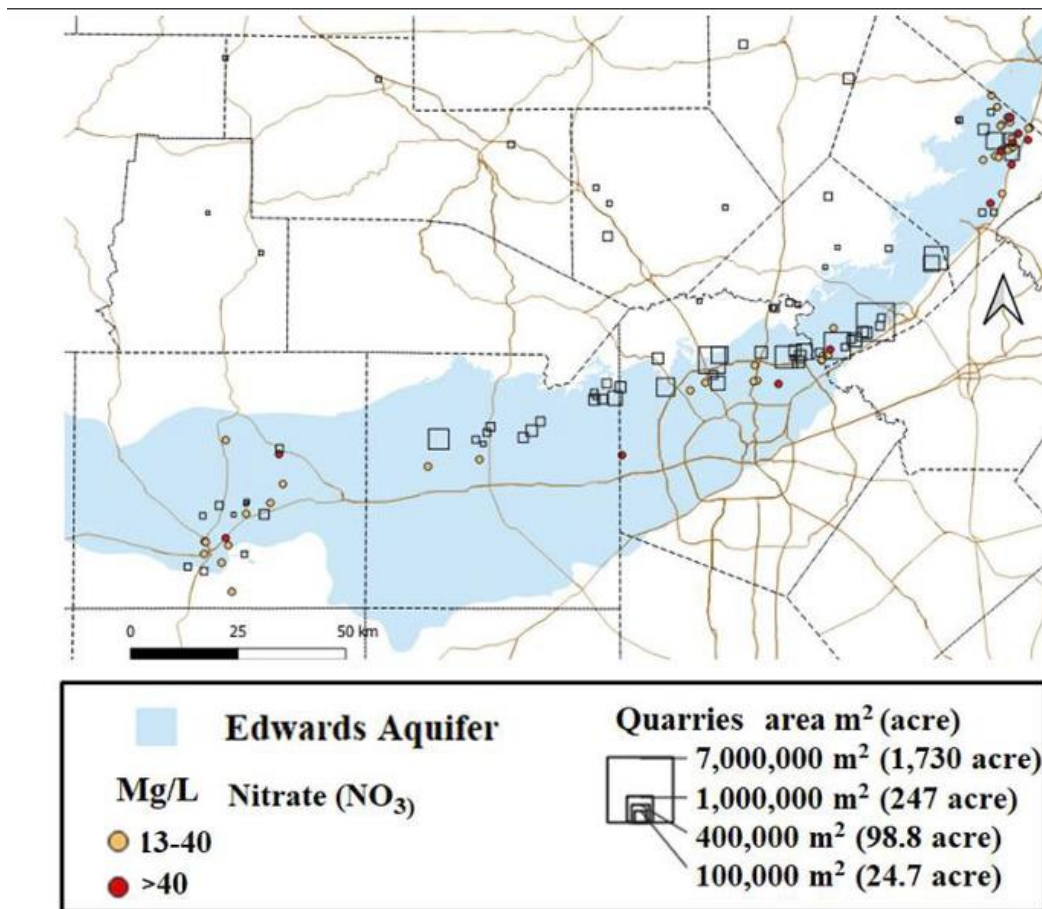 0 25 50 km
Edwards Aquifer
Mg/L Nitrate (NO3)
13-40
>40
Quarries area m² (acre)
7,000,000 m² (1,730 acre)
1,000,000 m² (247 acre)
400,000 m² (98.8 acre)
100,000 m² (24.7 acre)